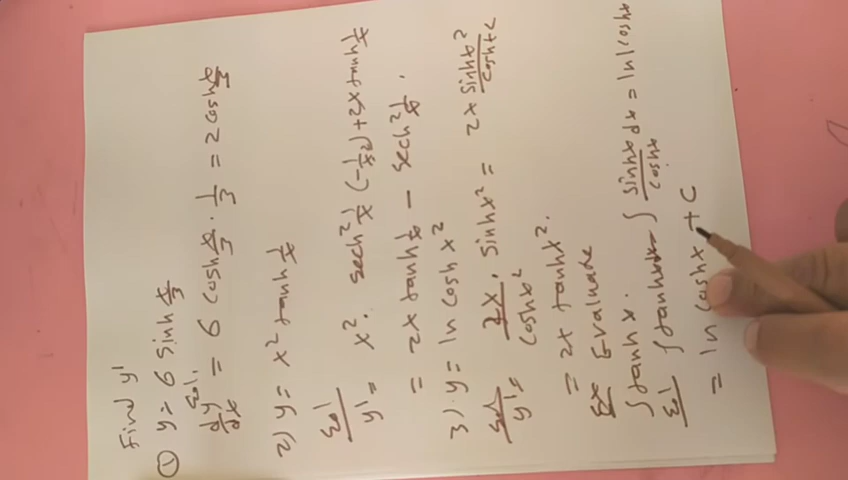 Find y'
① y = 6 sinh x/3
sol
dy/dx = 6 cosh x/3 · 1/3 = 2 cosh x/3
2) y = x² tanh 1/x
sol
y' = x² · sech² 1/x (-1/x²) + 2x tanh 1/x
= 2x tanh 1/x - sech² 1/x .
3) . y = ln cosh x²
sol
y' = 2x/cosh x² · sinh x² = 2x sinh x²/cosh
= 2x tanh x² .
Ex Evaluate
∫ tanh x .
sol ∫ tanh ∫ sinh x/cosh x dx = ln|cosh x
= ln cosh x + C